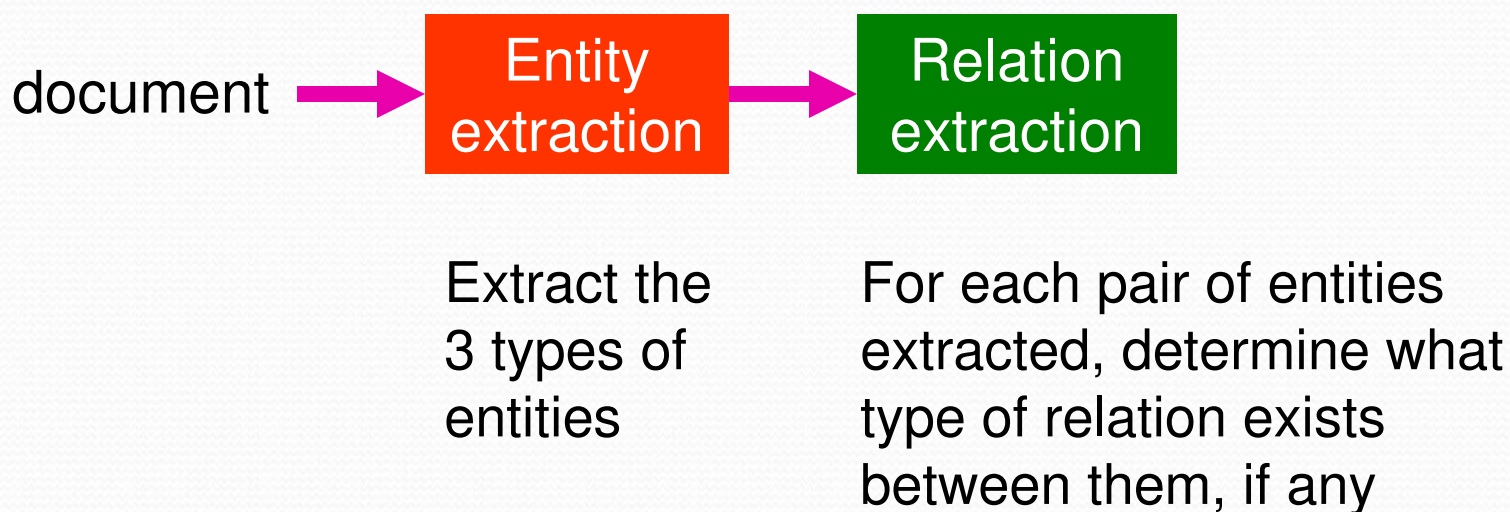 document
Entity
extraction
Relation
extraction
Extract the
3 types of
entities
For each pair of entities
extracted, determine what
type of relation exists
between them, if any